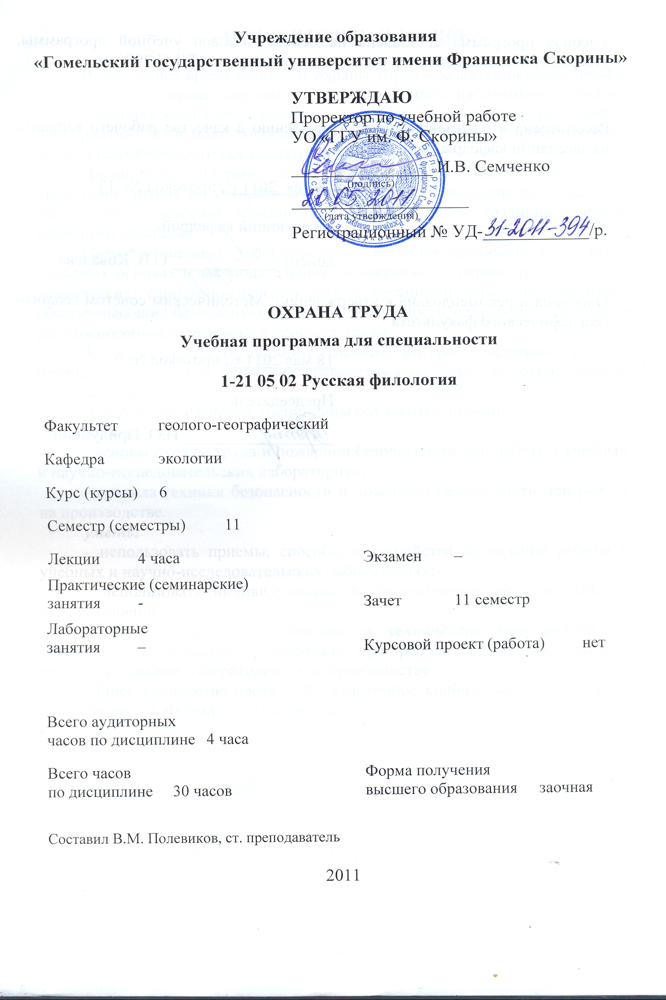 Учреждение образования
«Гомельский государственный университет имени Франциска Скорины»
УТВЕРЖДАЮ
Проректор по учебной работе
УО «ГГУ им. Ф. Скорины»
И.В. Семченко
(подпись)
20 05 2011
(дата утверждения)
Регистрационный № УД-31-2011-394/р.
ОХРАНА ТРУДА
Учебная программа для специальности
1-21 05 02 Русская филология
Факультет геолого-географический
Кафедра экологии
Курс (курсы) 6
Семестр (семестры) 11
Лекции 4 часа
Экзамен –
Практические (семинарские)
занятия -
Зачет 11 семестр
Лабораторные
занятия –
Курсовой проект (работа) нет
Всего аудиторных
часов по дисциплине 4 часа
Всего часов
по дисциплине 30 часов
Форма получения
высшего образования заочная
Составил В.М. Полевиков, ст. преподаватель
2011